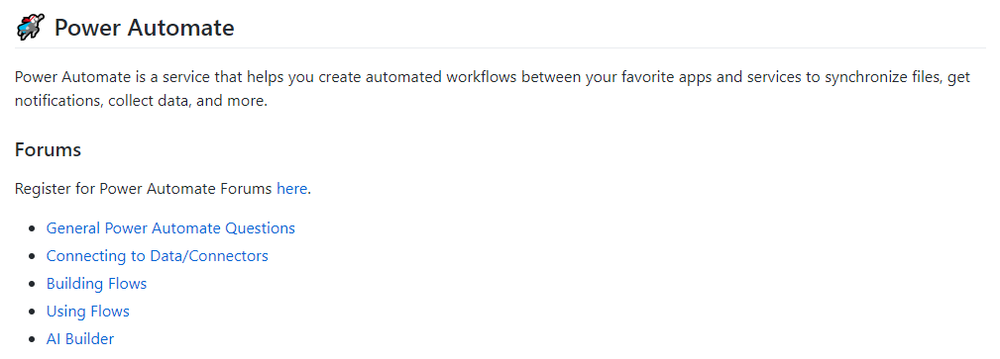 Power Automate
Power Automate is a service that helps you create automated workflows between your favorite apps and services to synchronize files, get
notifications, collect data, and more.
Forums
Register for Power Automate Forums here.
General Power Automate Questions
Connecting to Data/Connectors
Building Flows
Using Flows
AI Builder